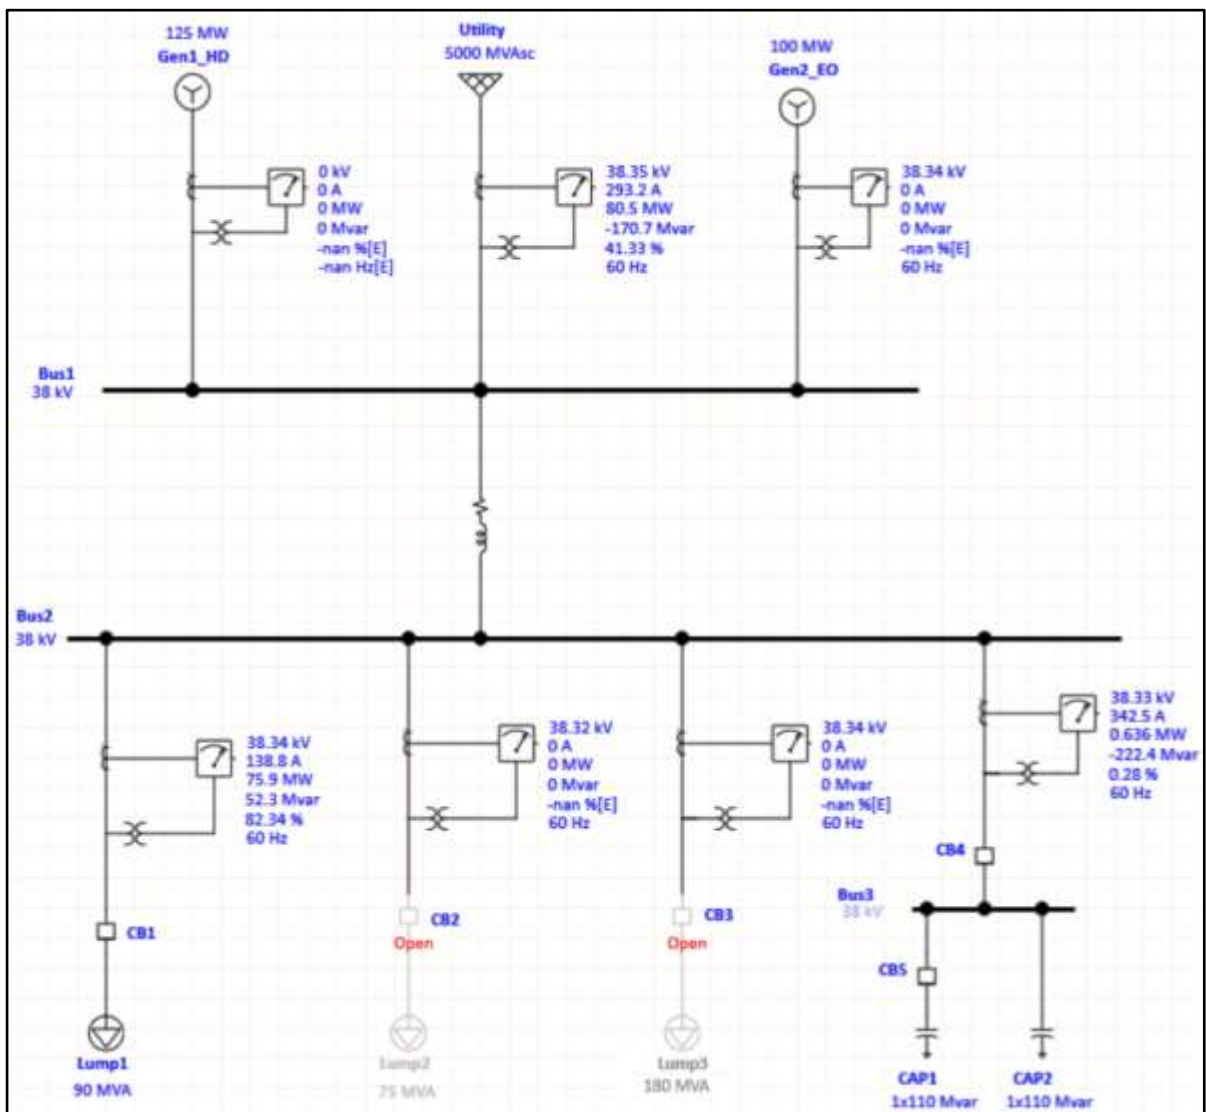 125 MW
Gen1_HD
Utility
5000 MVAsc
100 MW
Gen2_EO
0 kV
0 A
0 MW
0 Mvar
-nan %[E]
-nan Hz[E]
38.35 kV
293.2 A
80.5 MW
-170.7 Mvar
41.33 %
60 Hz
38.34 kV
0 A
0 MW
0 Mvar
-nan %[E]
60 Hz
Bus1
38 kV
Bus2
38 kV
38.34 kV
138.8 A
75.9 MW
52.3 Mvar
82.34 %
60 Hz
38.32 kV
0 A
0 MW
0 Mvar
-nan %[E]
60 Hz
38.34 kV
0 A
0 MW
0 Mvar
-nan %[E]
60 Hz
38.33 kV
342.5 A
0.636 MW
-222.4 Mvar
0.28 %
60 Hz
CB4
Bus3
38 kV
CB1
CB2
Open
CB3
Open
CB5
Lump1
90 MVA
Lump2
75 MVA
Lump3
180 MVA
CAP1
1x110 Mvar
CAP2
1x110 Mvar